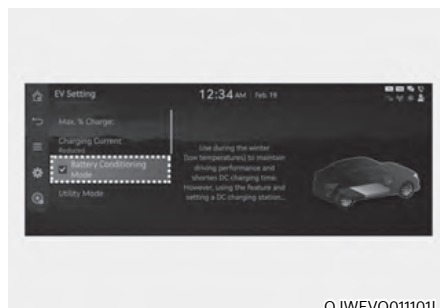 EV Setting
12:34 AM Feb. 19
Max. % Charge:
Charging Current
Reduced
Battery Conditioning
Mode
Utility Mode
Use during the winter
(low temperatures) to maintain
driving performance and
shorten DC charging time.
However, using the feature and
setting a DC charging station...